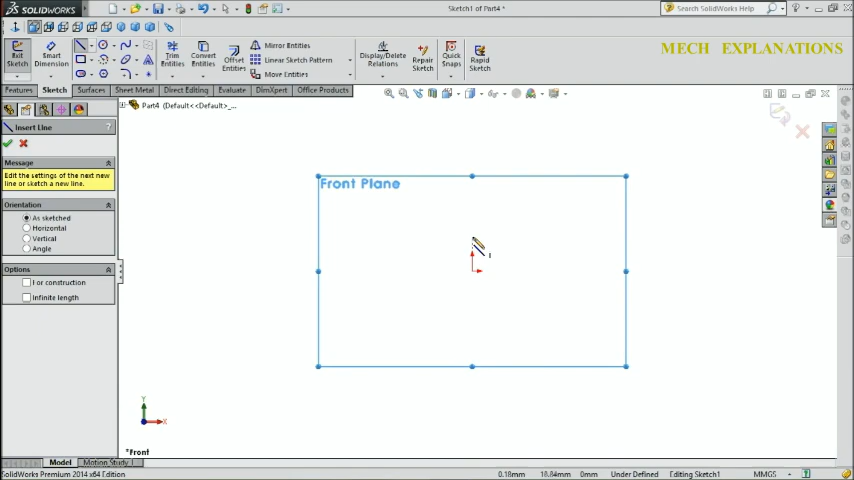 SOLIDWORKS
Sketch1 of Part4 *
Search SolidWorks Help
MECH EXPLANATIONS
Exit Sketch
Smart Dimension
Trim Entities
Convert Entities
Offset Entities
Mirror Entities
Linear Sketch Pattern
Move Entities
Display/Delete Relations
Repair Sketch
Quick Snaps
Rapid Sketch
Features
Sketch
Surfaces
Sheet Metal
Direct Editing
Evaluate
DimXpert
Office Products
Part4 (Default<<Default>_...
Insert Line
?
Message
Edit the settings of the next new
line or sketch a new line.
Orientation
As sketched
Horizontal
Vertical
Angle
Options
For construction
Infinite length
Front Plane
Y
X
*Front
Model
Motion Study 1
SolidWorks Premium 2014 x64 Edition
0.18mm
18.84mm
0mm
Under Defined
Editing Sketch1
MMGS